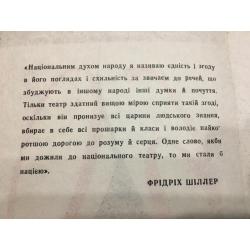 «Національним духом народу я називаю єдність і згоду
в його поглядах і схильність за звичаєм до речей, що
збуджують в іншому народі інші думки й почуття.
Тільки театр здатний вищою мірою сприяти такій згоді,
оскільки він пронизує всі царини людського знання,
вбирає в себе всі прошарки й класи і володіє найко-
ротшою дорогою до розуму й серця. Одне слово, якби
ми дожили до національного театру, то ми стали б
нацією».
ФРІДРІХ ШІЛЛЕР